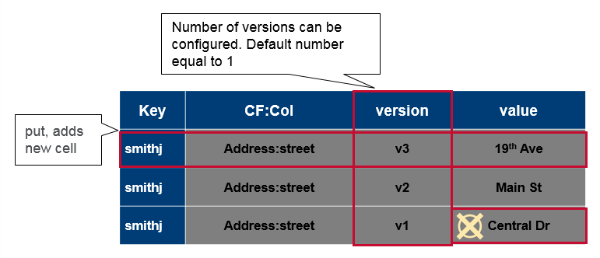 Number of versions can be
configured. Default number
equal to 1
put, adds
new cell
Key CF:Col version value
smithj Address:street v3 19th Ave
smithj Address:street v2 Main St
smithj Address:street v1 Central Dr